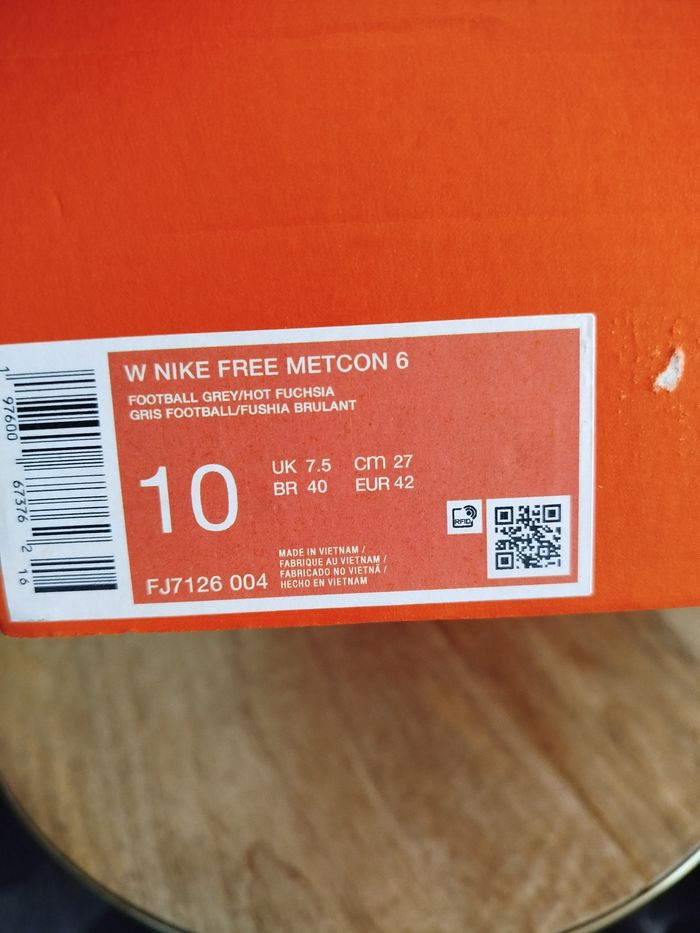 W NIKE FREE METCON 6
FOOTBALL GREY/HOT FUCHSIA
GRIS FOOTBALL/FUSHIA BRULANT
10
UK 7.5 cm 27
BR 40 EUR 42
RFID
MADE IN VIETNAM /
FABRIQUE AU VIETNAM /
FABRICADO NO VIETNÃ /
HECHO EN VIETNAM
FJ7126 004
1 97600 67376 2 16